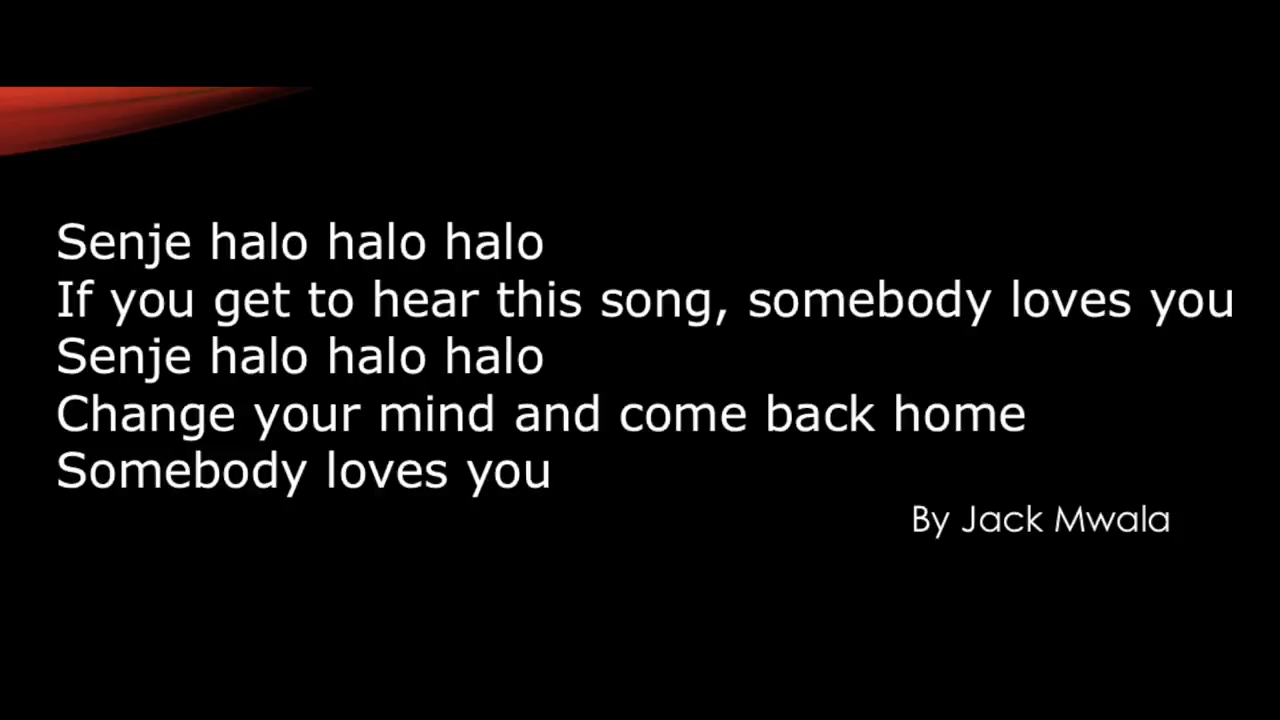 Senje halo halo halo
If you get to hear this song, somebody loves you
Senje halo halo halo
Change your mind and come back home
Somebody loves you
By Jack Mwala